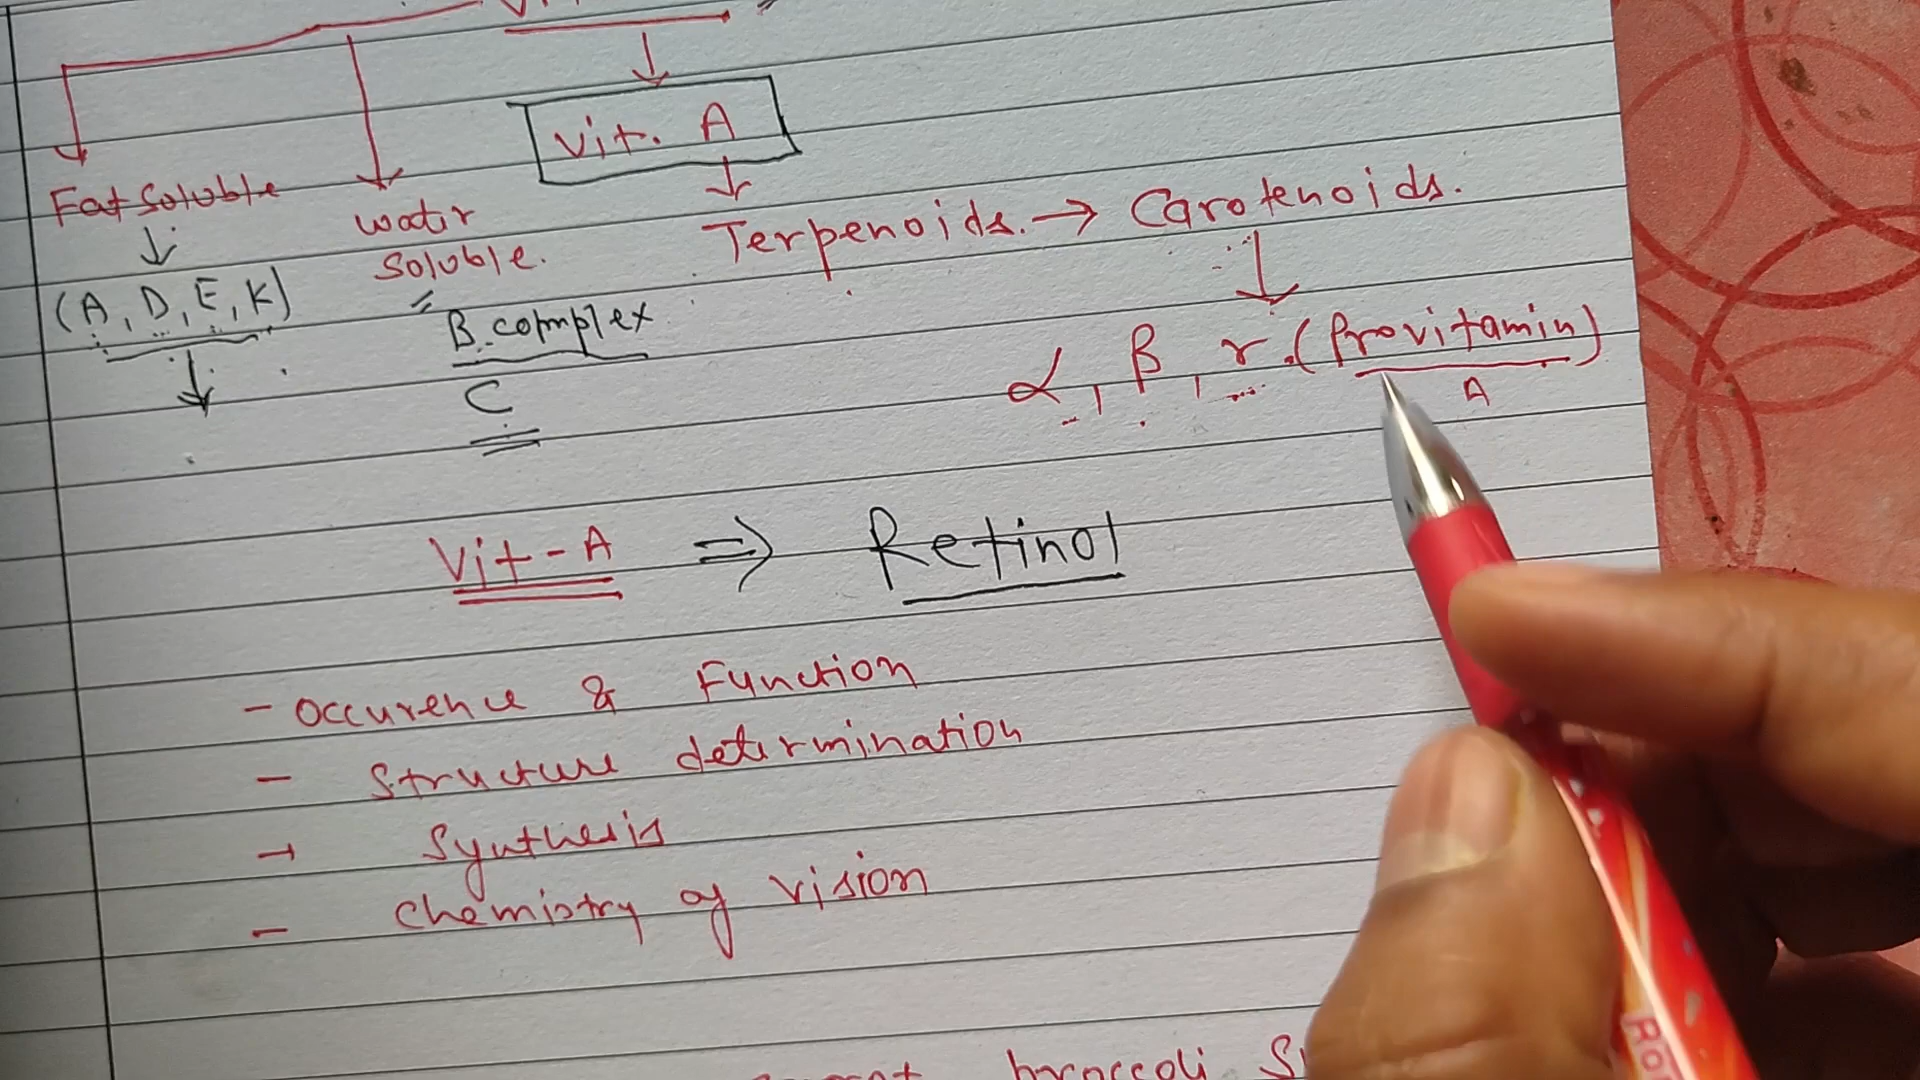 Vit. A
Fat soluble
water
soluble.
Terpenoids. → Carotenoids.
(A, D, E, K)
B. complex
C
α, β, r. (Provitamin)
A
Vit - A ⇒ Retinol
- Occurence & Function
- Structure determination
- Synthesis
- Chemistry of vision
broccoli